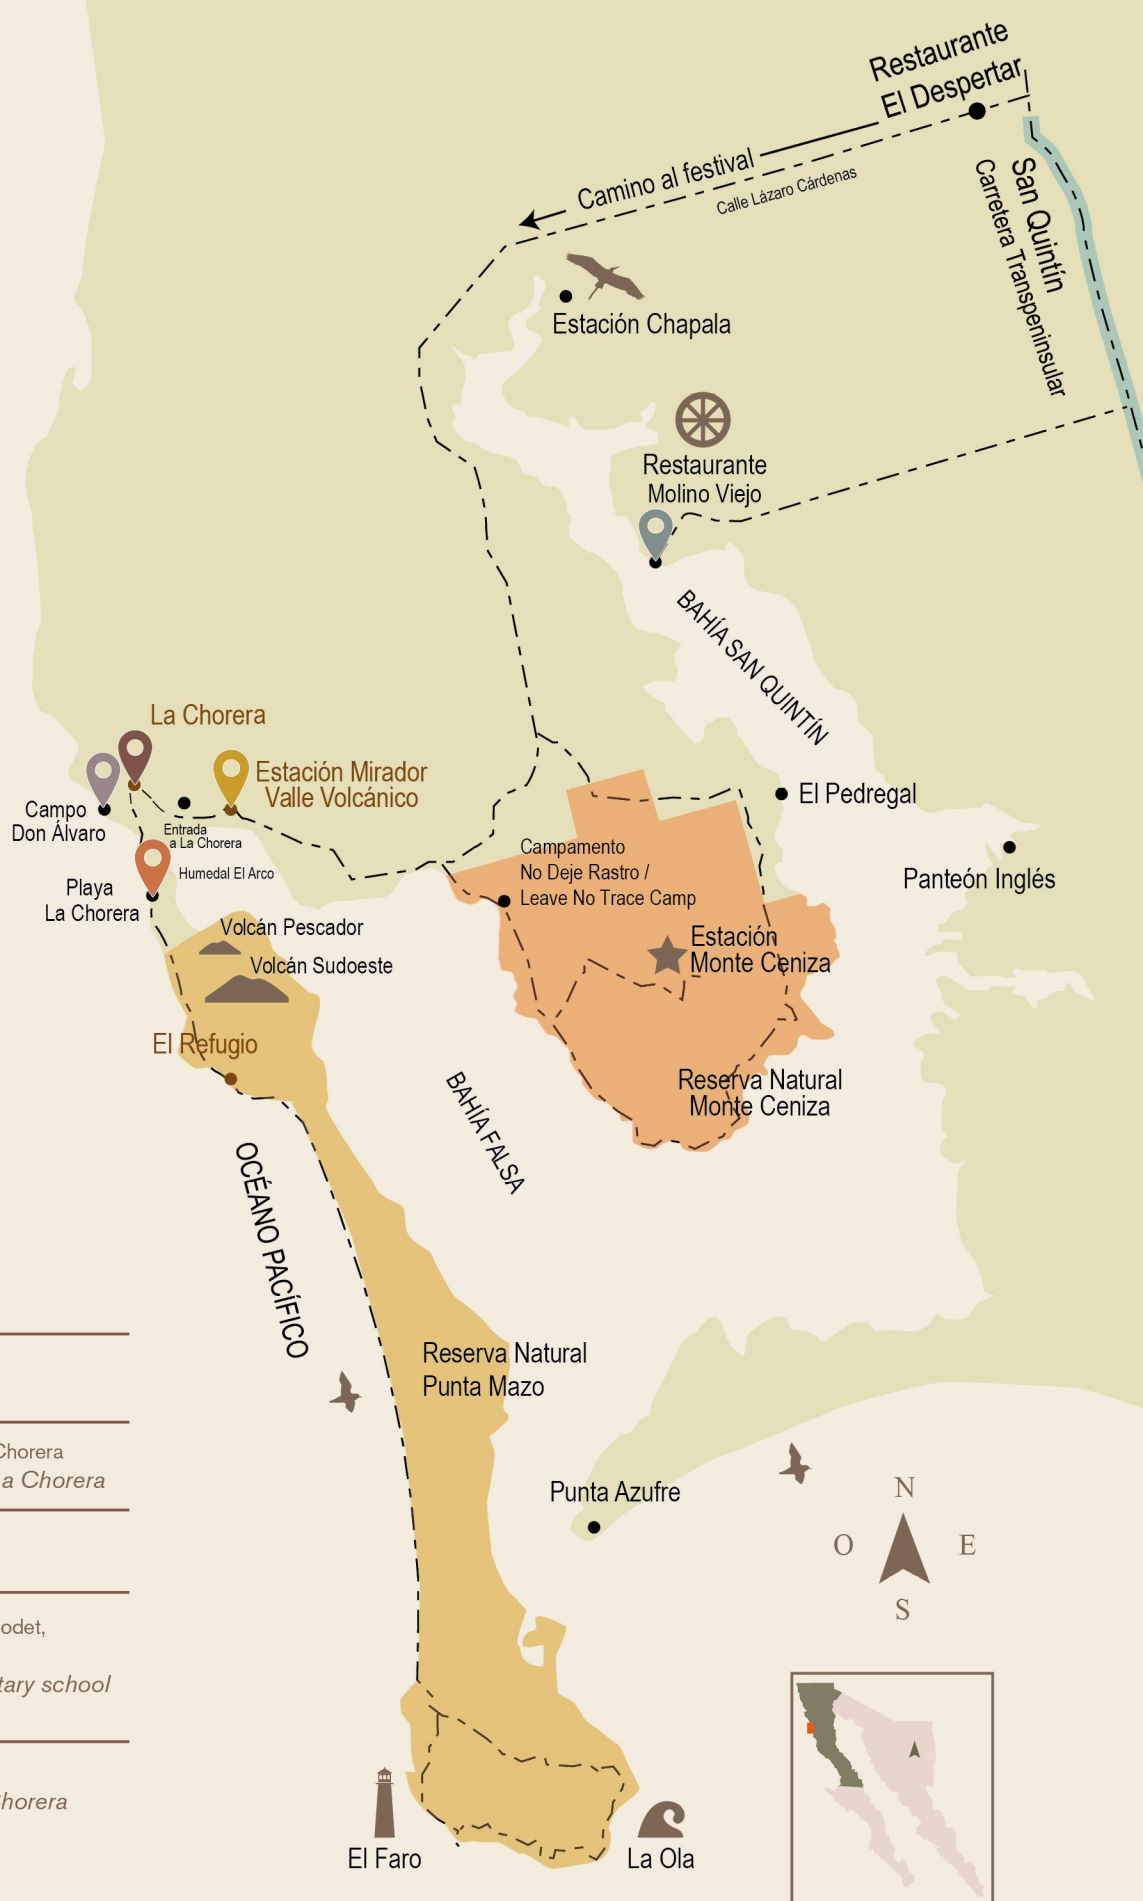 Restaurante
El Despertar
Camino al festival
Calle Lázaro Cárdenas
San Quintín
Carretera Transpeninsular
Estación Chapala
Restaurante
Molino Viejo
BAHÍA SAN QUINTÍN
La Chorera
Estación Mirador
Valle Volcánico
Campo
Don Álvaro
Entrada
a La Chorera
Humedal El Arco
Playa
La Chorera
El Pedregal
Panteón Inglés
Campamento
No Deje Rastro /
Leave No Trace Camp
Volcán Pescador
Volcán Sudoeste
Estación
Monte Ceniza
El Refugio
Reserva Natural
Monte Ceniza
BAHÍA FALSA
OCÉANO PACÍFICO
Reserva Natural
Punta Mazo
Chorera
a Chorera
Punta Azufre
N
O
E
S
odet,
tary school
horera
El Faro
La Ola